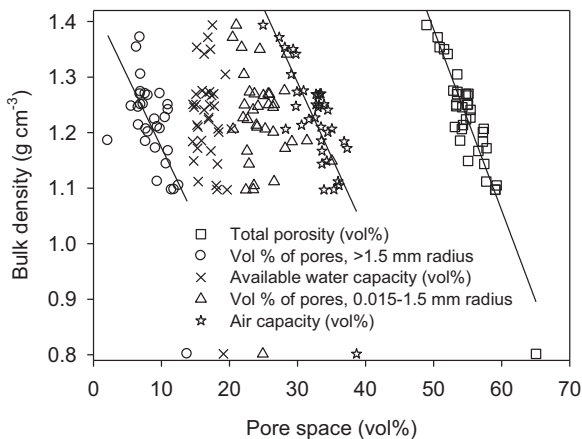 1.4
1.3
1.2
1.1
1.0
0.9
0.8
Bulk density (g cm-3)
□ Total porosity (vol%)
○ Vol % of pores, >1.5 mm radius
× Available water capacity (vol%)
△ Vol % of pores, 0.015-1.5 mm radius
☆ Air capacity (vol%)
0 10 20 30 40 50 60 70
Pore space (vol%)